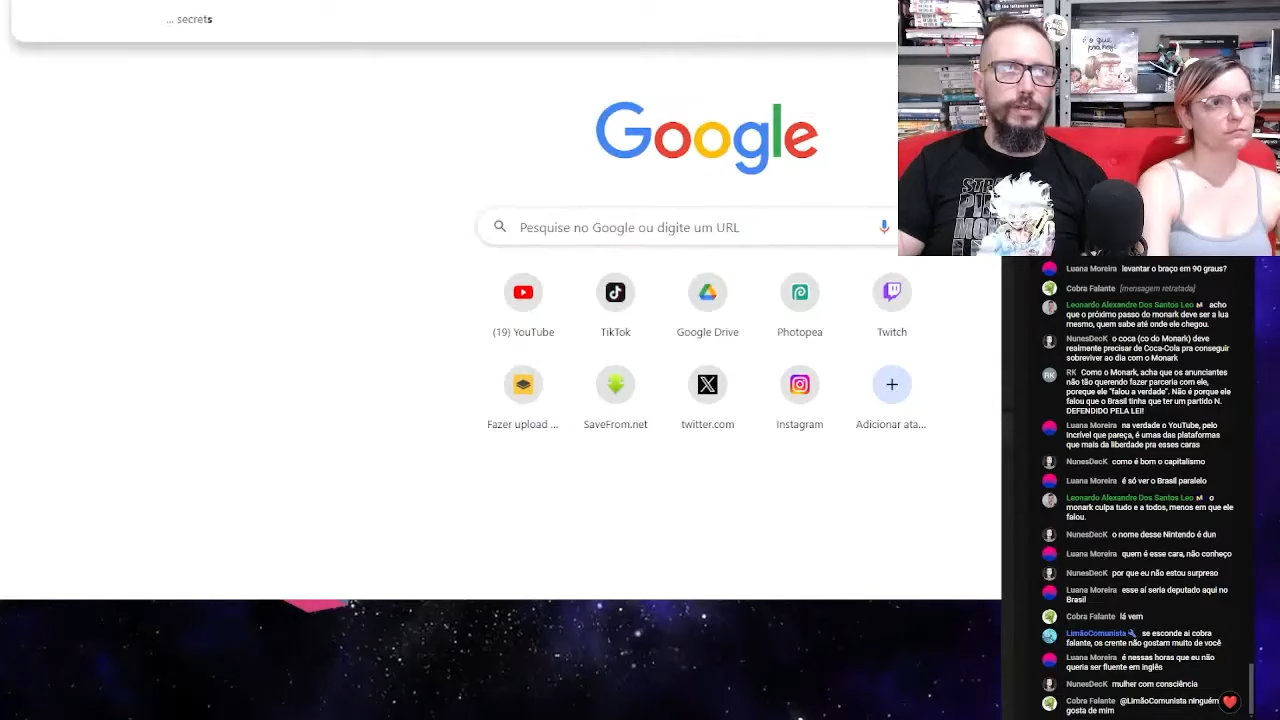 ... secrets
Google
Pesquise no Google ou digite um URL
(19) YouTube
TikTok
Google Drive
Photopea
Twitch
Fazer upload ...
SaveFrom.net
twitter.com
Instagram
Adicionar ata...
é o que
pra hoje
Luana Moreira levantar o braço em 90 graus?
Cobra Falante [mensagem retratada]
Leonardo Alexandre Dos Santos Leo acho
que o próximo passo do monark deve ser a lua
mesmo, quem sabe até onde ele chegou.
NunesDecK o coca (co do Monark) deve
realmente precisar de Coca-Cola pra conseguir
sobreviver ao dia com o Monark
RK Como o Monark, acha que os anunciantes
não tão querendo fazer parceria com ele,
poreque ele "falou a verdade". Não é porque ele
falou que o Brasil tinha que ter um partido N.
DEFENDIDO PELA LEI!
Luana Moreira na verdade o YouTube, pelo
incrível que pareça, é umas das plataformas
que mais da liberdade pra esses caras
NunesDecK como é bom o capitalismo
Luana Moreira é só ver o Brasil paralelo
Leonardo Alexandre Dos Santos Leo o
monark culpa tudo e a todos, menos em que ele
falou.
NunesDecK o nome desse Nintendo é dun
Luana Moreira quem é esse cara, não conheço
NunesDecK por que eu não estou surpreso
Luana Moreira esse aí seria deputado aqui no
Brasil
Cobra Falante lá vem
LimãoComunista se esconde ai cobra
falante, os crente não gostam muito de você
Luana Moreira é nessas horas que eu não
queria ser fluente em inglês
NunesDecK mulher com consciência
Cobra Falante @LimãoComunista ninguém
gosta de mim